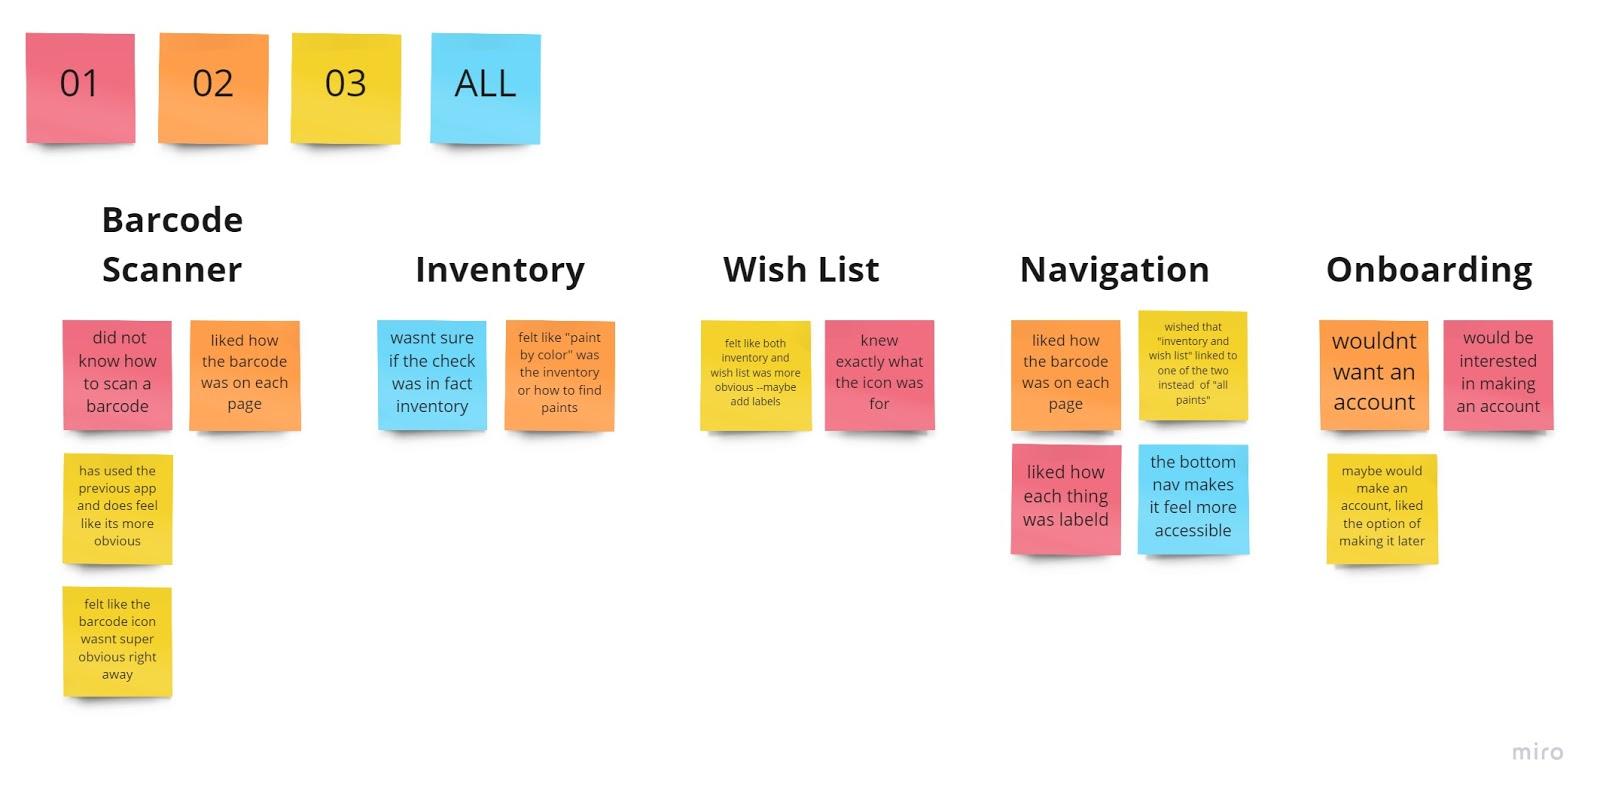 01
02
03
ALL
Barcode
Scanner
Inventory
Wish List
Navigation
Onboarding
did not
know how
to scan a
barcode
liked how
the barcode
was on each
page
has used the
previous app
and does feel
like its more
obvious
felt like the
barcode icon
wasnt super
obvious right
away
wasnt sure
if the check
was in fact
inventory
felt like "paint
by color" was
the inventory
or how to find
paints
felt like both
inventory and
wish list was more
obvious --maybe
add labels
knew
exactly what
the icon was
for
liked how
the barcode
was on each
page
wished that
"inventory and
wish list" linked to
one of the two
instead of "all
paints"
liked how
each thing
was labeld
the bottom
nav makes
it feel more
accessible
wouldnt
want an
account
would be
interested
in making
an account
maybe would
make an
account, liked
the option of
making it later
miro